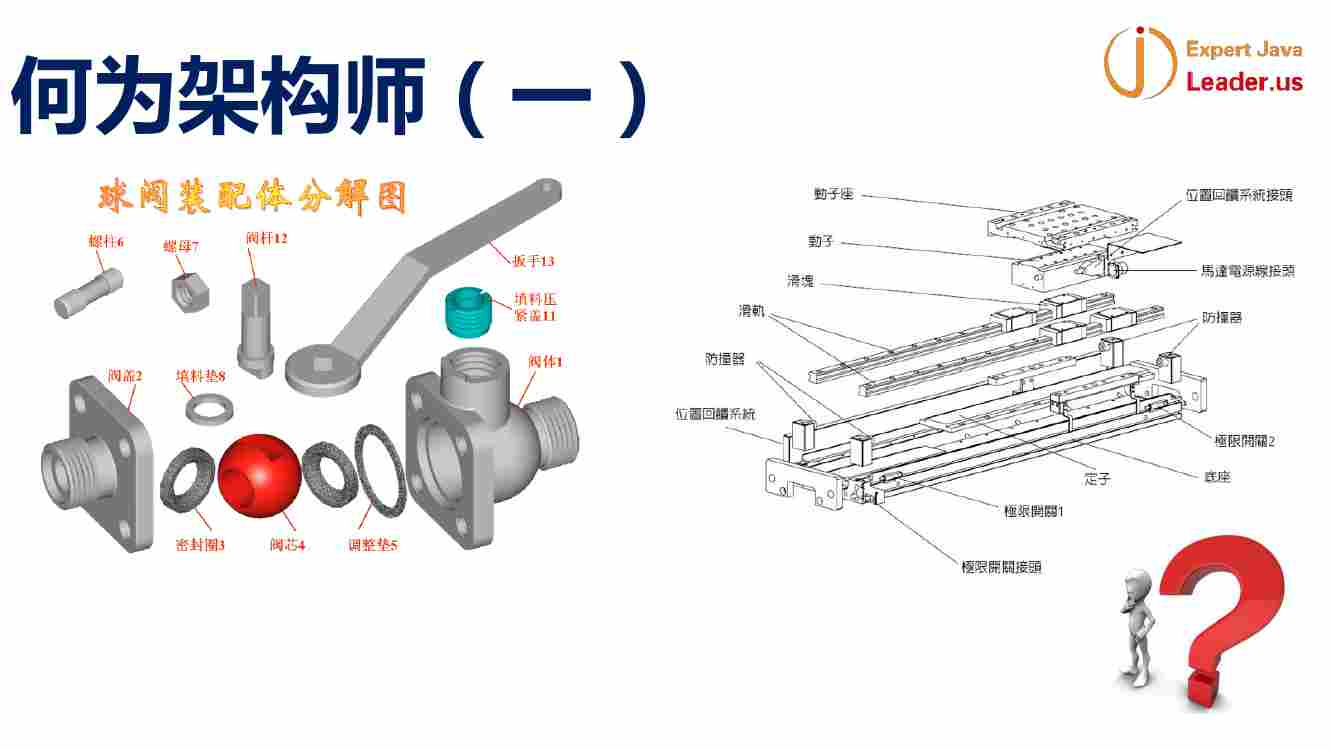 何为架构师（一）
Expert Java
Leader.us
球阀装配体分解图
螺柱6
螺母7
阀杆12
扳手13
填料压
紧盖11
阀体1
阀盖2
填料垫8
密封圈3
阀芯4
调整垫5
動子座
位置回饋系統接頭
動子
馬達電源線接頭
滑塊
滑軌
防撞器
防撞器
位置回饋系統
極限開關2
定子
底座
極限開關1
極限開關接頭